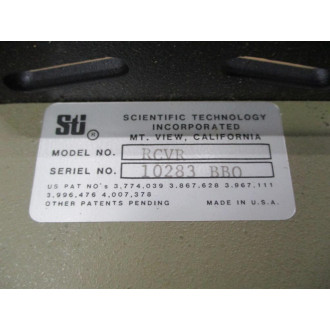 Sti ®
SCIENTIFIC TECHNOLOGY
INCORPORATED
MT. VIEW, CALIFORNIA
MODEL NO. RCVR
SERIEL NO. 10283 BBO
US PAT NO's 3,774,039 3,867,628 3,967,111
3,996,476 4,007,378
OTHER PATENTS PENDING MADE IN U.S.A.